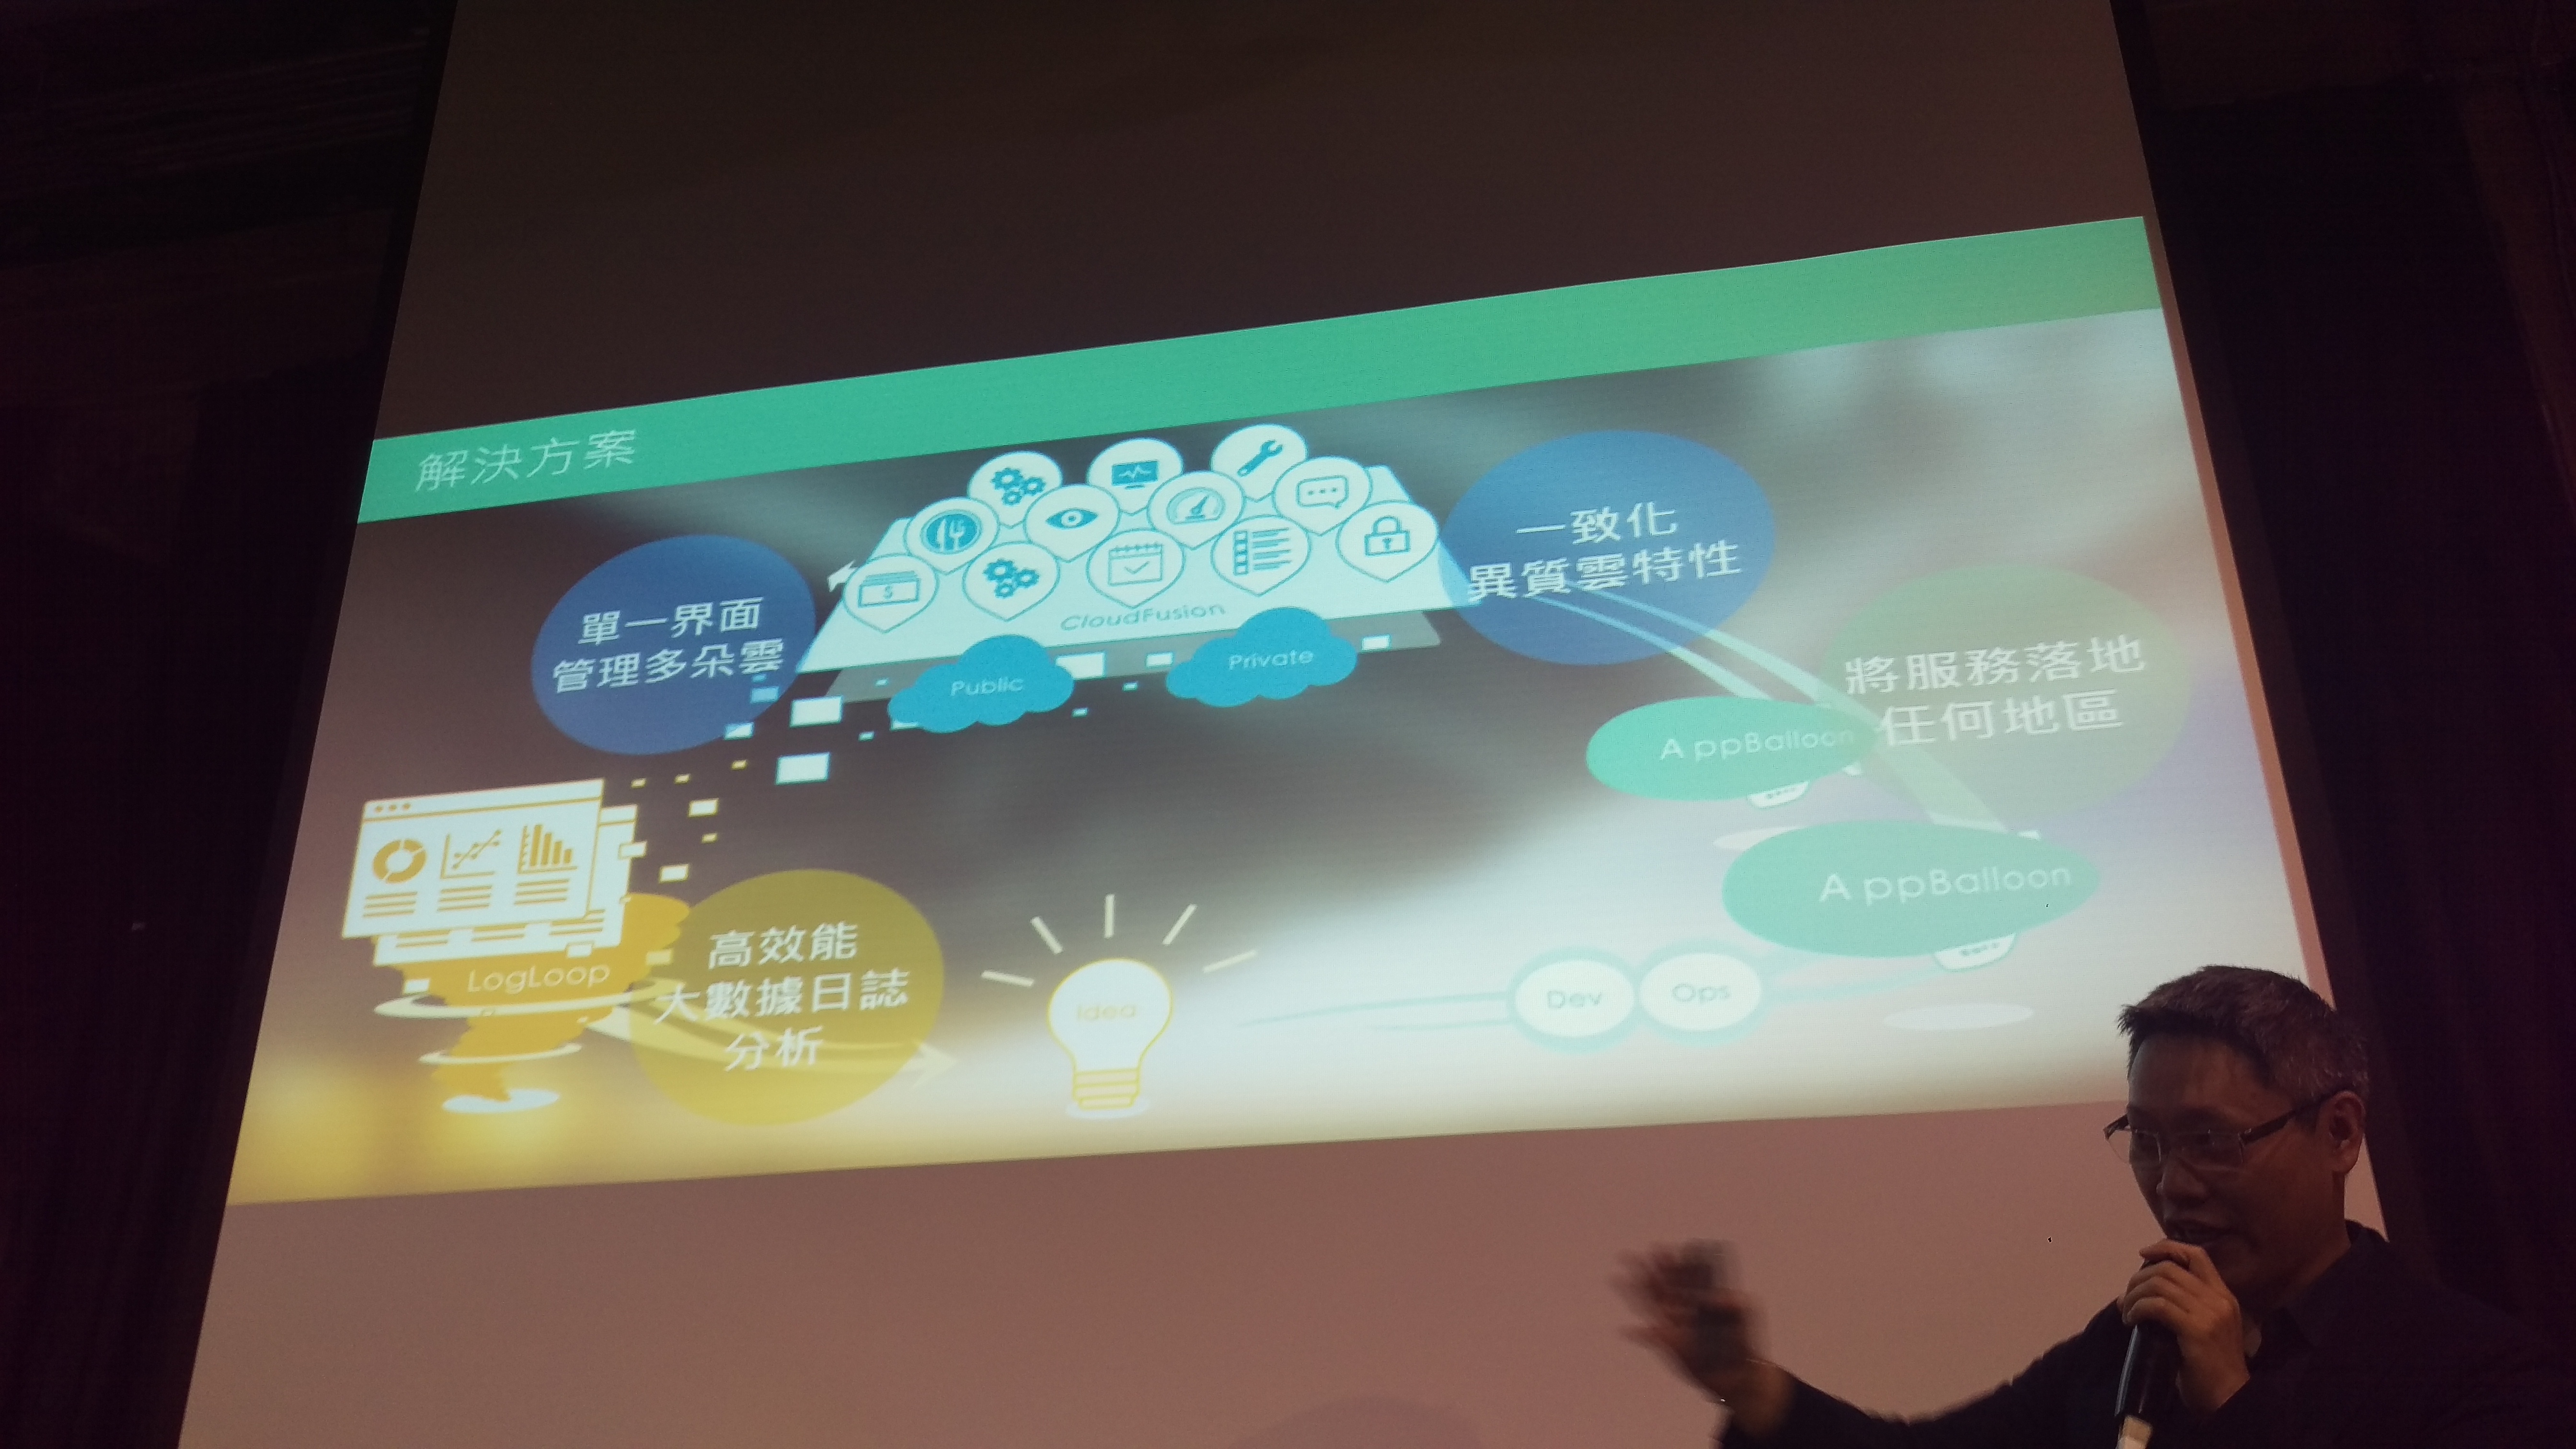 解決方案
單一界面
管理多朵雲
CloudFusion
Public
Private
一致化
異質雲特性
將服務落地
任何地區
AppBalloon
AppBalloon
LogLoop
高效能
大數據日誌
分析
Idea
Dev
Ops